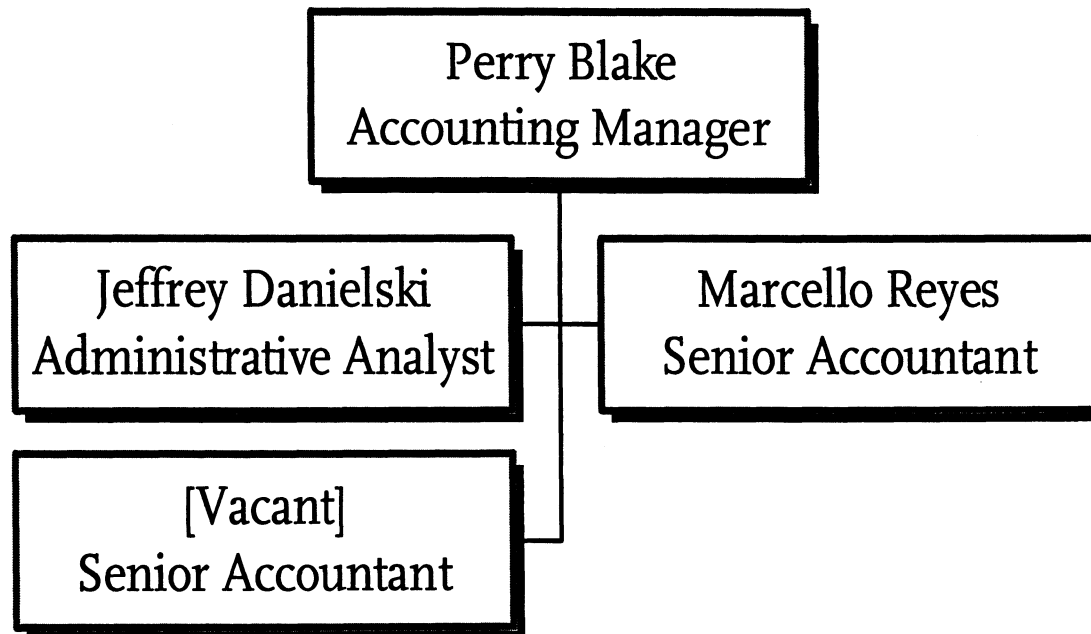 Perry Blake
Accounting Manager
Jeffrey Danielski
Administrative Analyst
Marcello Reyes
Senior Accountant
[Vacant]
Senior Accountant